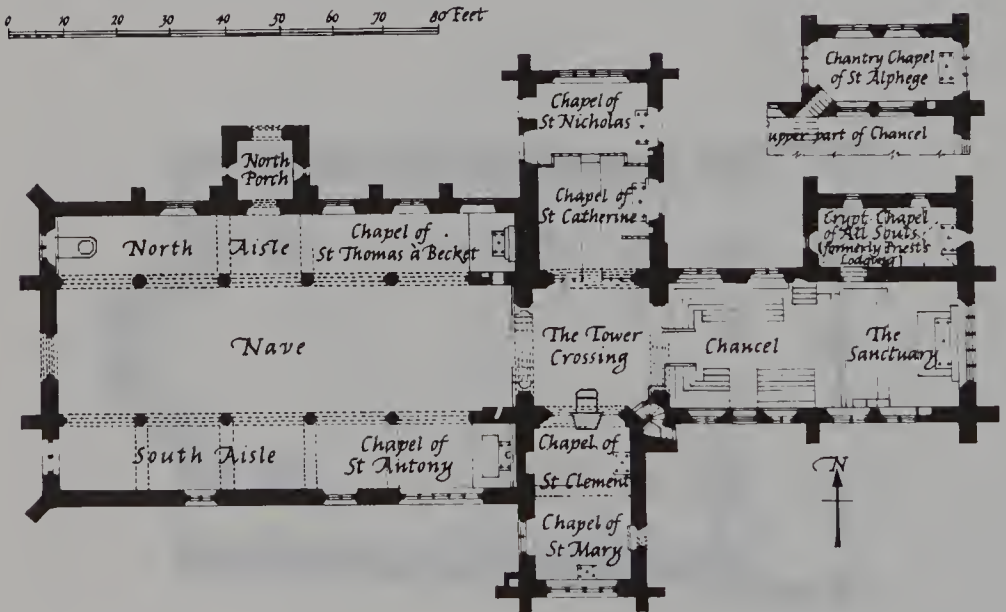 0 10 20 30 40 50 60 70 80 Feet
Chantry Chapel
of St Alphege
upper part of Chancel
Chapel of
St Nicholas
North
Porch
Chapel of
St Catherine
Crypt Chapel
of All Souls
(formerly Priest's
Lodging)
North Aisle
Chapel of
St Thomas à Becket
Nave
The Tower
Crossing
Chancel
The
Sanctuary
South Aisle
Chapel of
St Antony
Chapel of
St Clement
N
Chapel of
St Mary